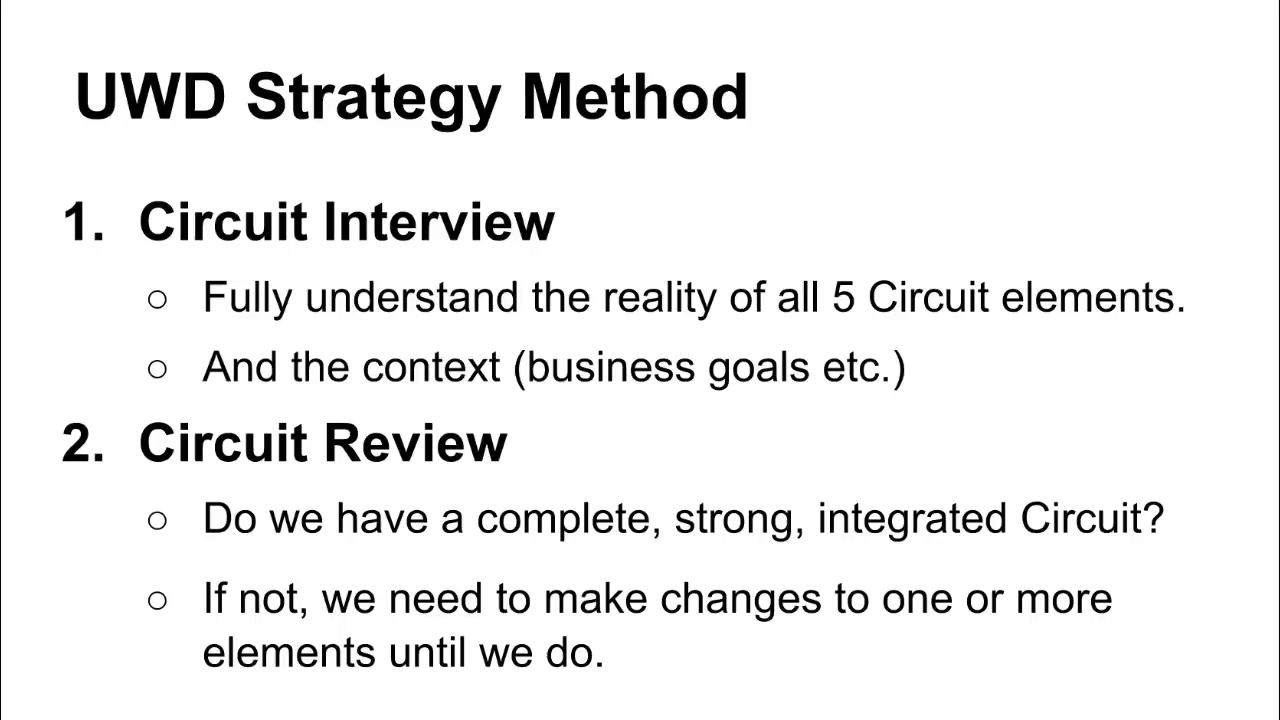 UWD Strategy Method
1. Circuit Interview
○ Fully understand the reality of all 5 Circuit elements.
○ And the context (business goals etc.)
2. Circuit Review
○ Do we have a complete, strong, integrated Circuit?
○ If not, we need to make changes to one or more
elements until we do.